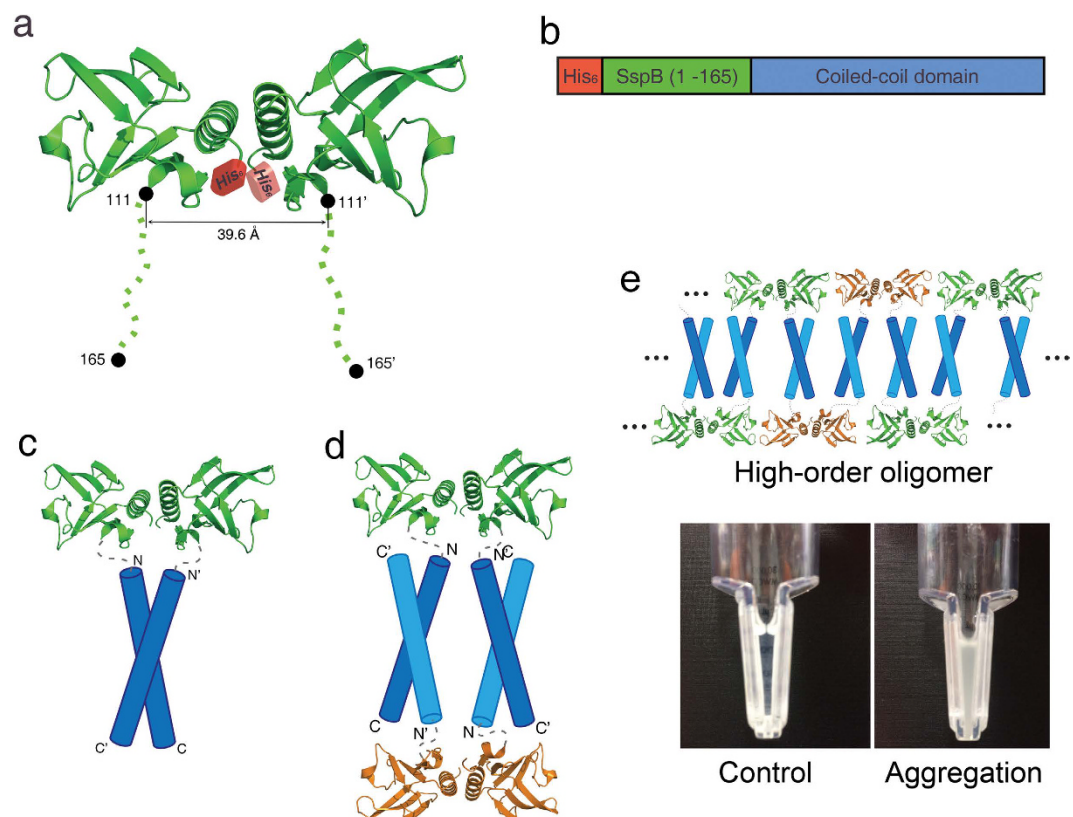 a
His₆
His₆
111
111'
39.6 Å
165
165'
b
His₆
SspB (1 -165)
Coiled-coil domain
c
N
N'
C'
C
d
C'
N
N'
C
C
N'
N
C'
e
•••
•••
•••
•••
•••
High-order oligomer
Control
Aggregation